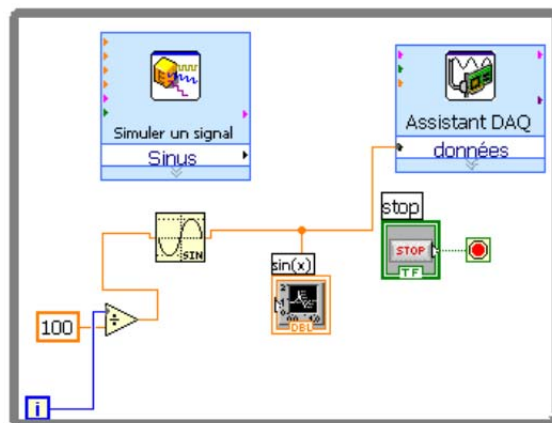 Simuler un signal
Sinus
Assistant DAQ
données
SIN
stop
STOP
TF
sin(x)
DBL
100
÷
i